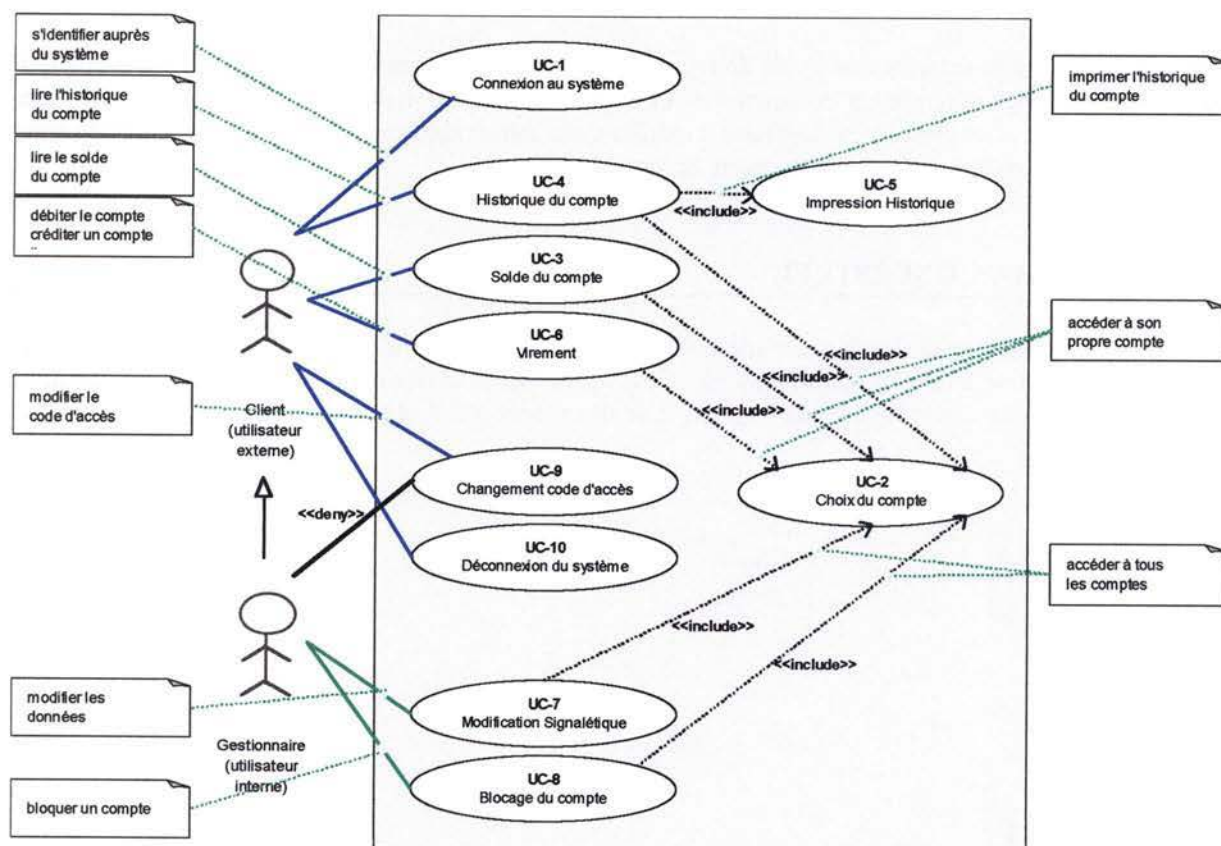 s'identifier auprès
du système
lire l'historique
du compte
lire le solde
du compte
débiter le compte
créditer un compte
..
modifier le
code d'accès
modifier les
données
bloquer un compte
Client
(utilisateur
externe)
<<deny>>
Gestionnaire
(utilisateur
interne)
UC-1
Connexion au système
UC-4
Historique du compte
<<include>>
UC-5
Impression Historique
UC-3
Solde du compte
UC-6
Virement
<<include>>
<<include>>
<<include>>
UC-9
Changement code d'accès
UC-2
Choix du compte
UC-10
Déconnexion du système
<<include>>
<<include>>
UC-7
Modification Signalétique
UC-8
Blocage du compte
imprimer l'historique
du compte
accéder à son
propre compte
accéder à tous
les comptes